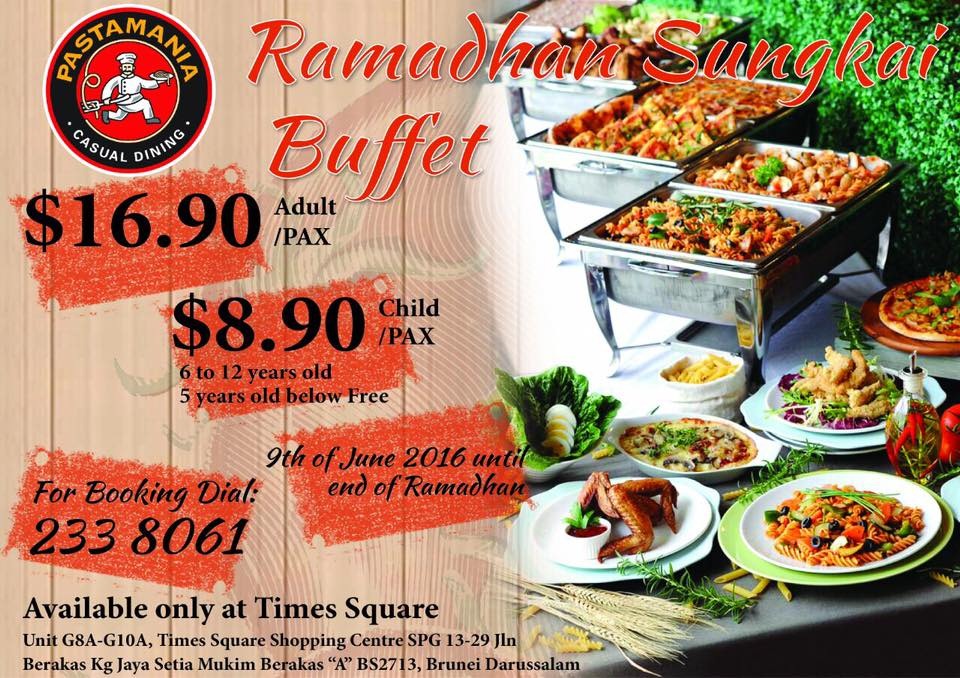 PASTAMANIA
• CASUAL DINING •
Ramadhan Sungkai
Buffet
$16.90 Adult
/PAX
$8.90 Child
/PAX
6 to 12 years old
5 years old below Free
9th of June 2016 until
end of Ramadhan
For Booking Dial:
233 8061
Available only at Times Square
Unit G8A-G10A, Times Square Shopping Centre SPG 13-29 Jln
Berakas Kg Jaya Setia Mukim Berakas “A” BS2713, Brunei Darussalam